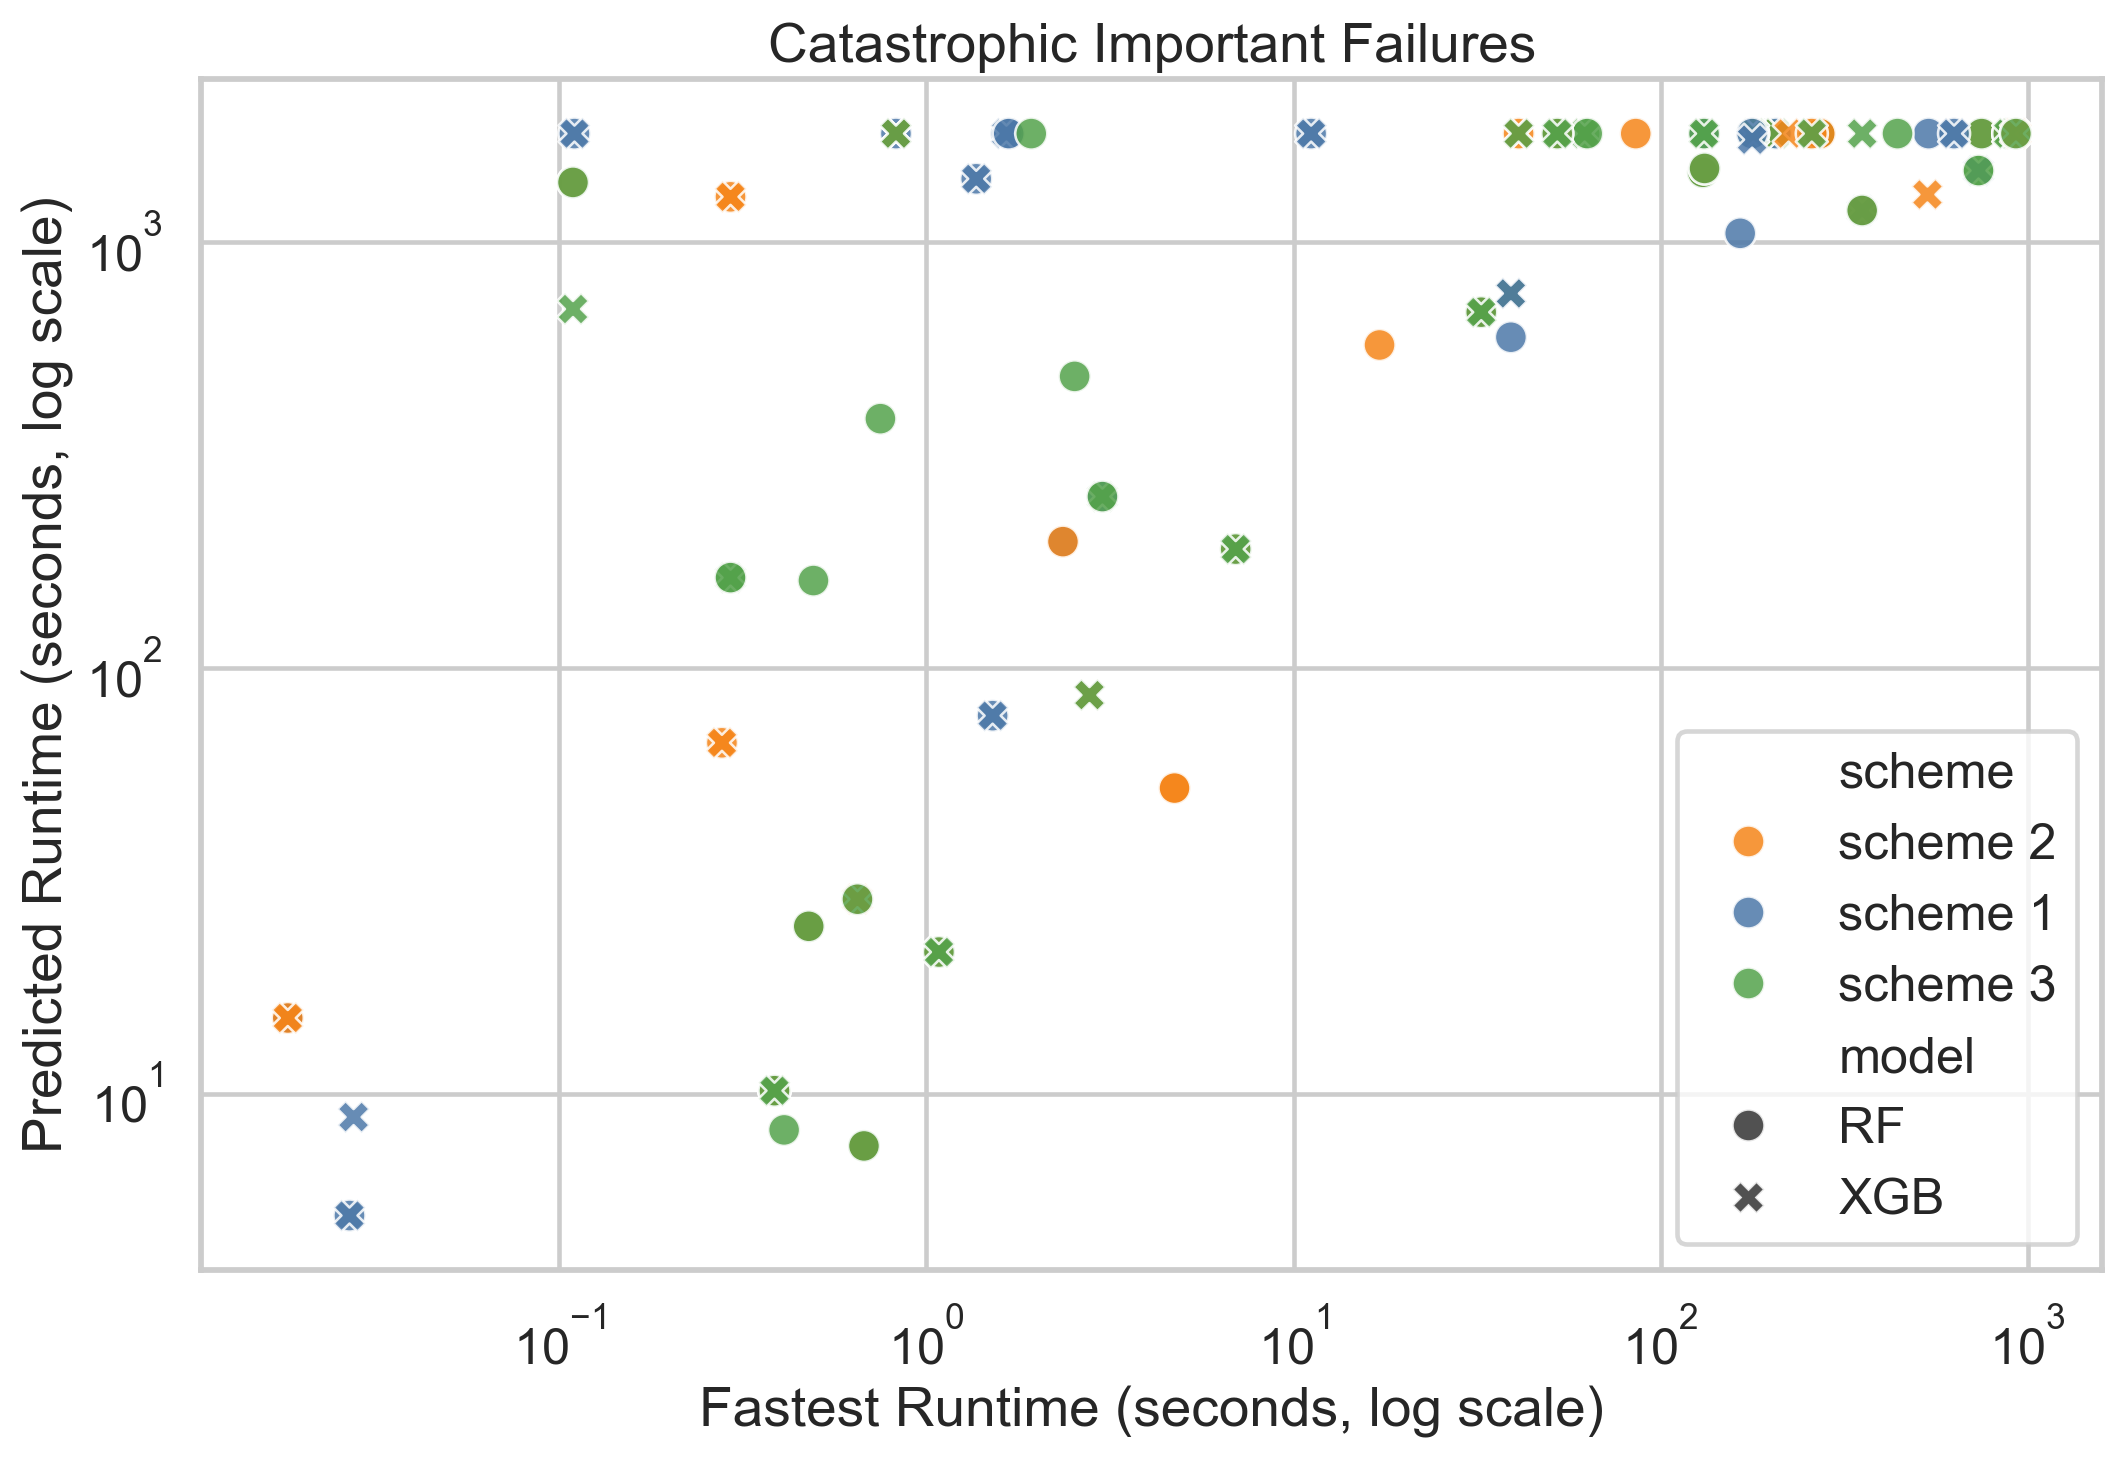 Catastrophic Important Failures
Predicted Runtime (seconds, log scale)
10^3
10^2
10^1
scheme
scheme 2
scheme 1
scheme 3
model
RF
XGB
10^−1
10^0
10^1
10^2
10^3
Fastest Runtime (seconds, log scale)